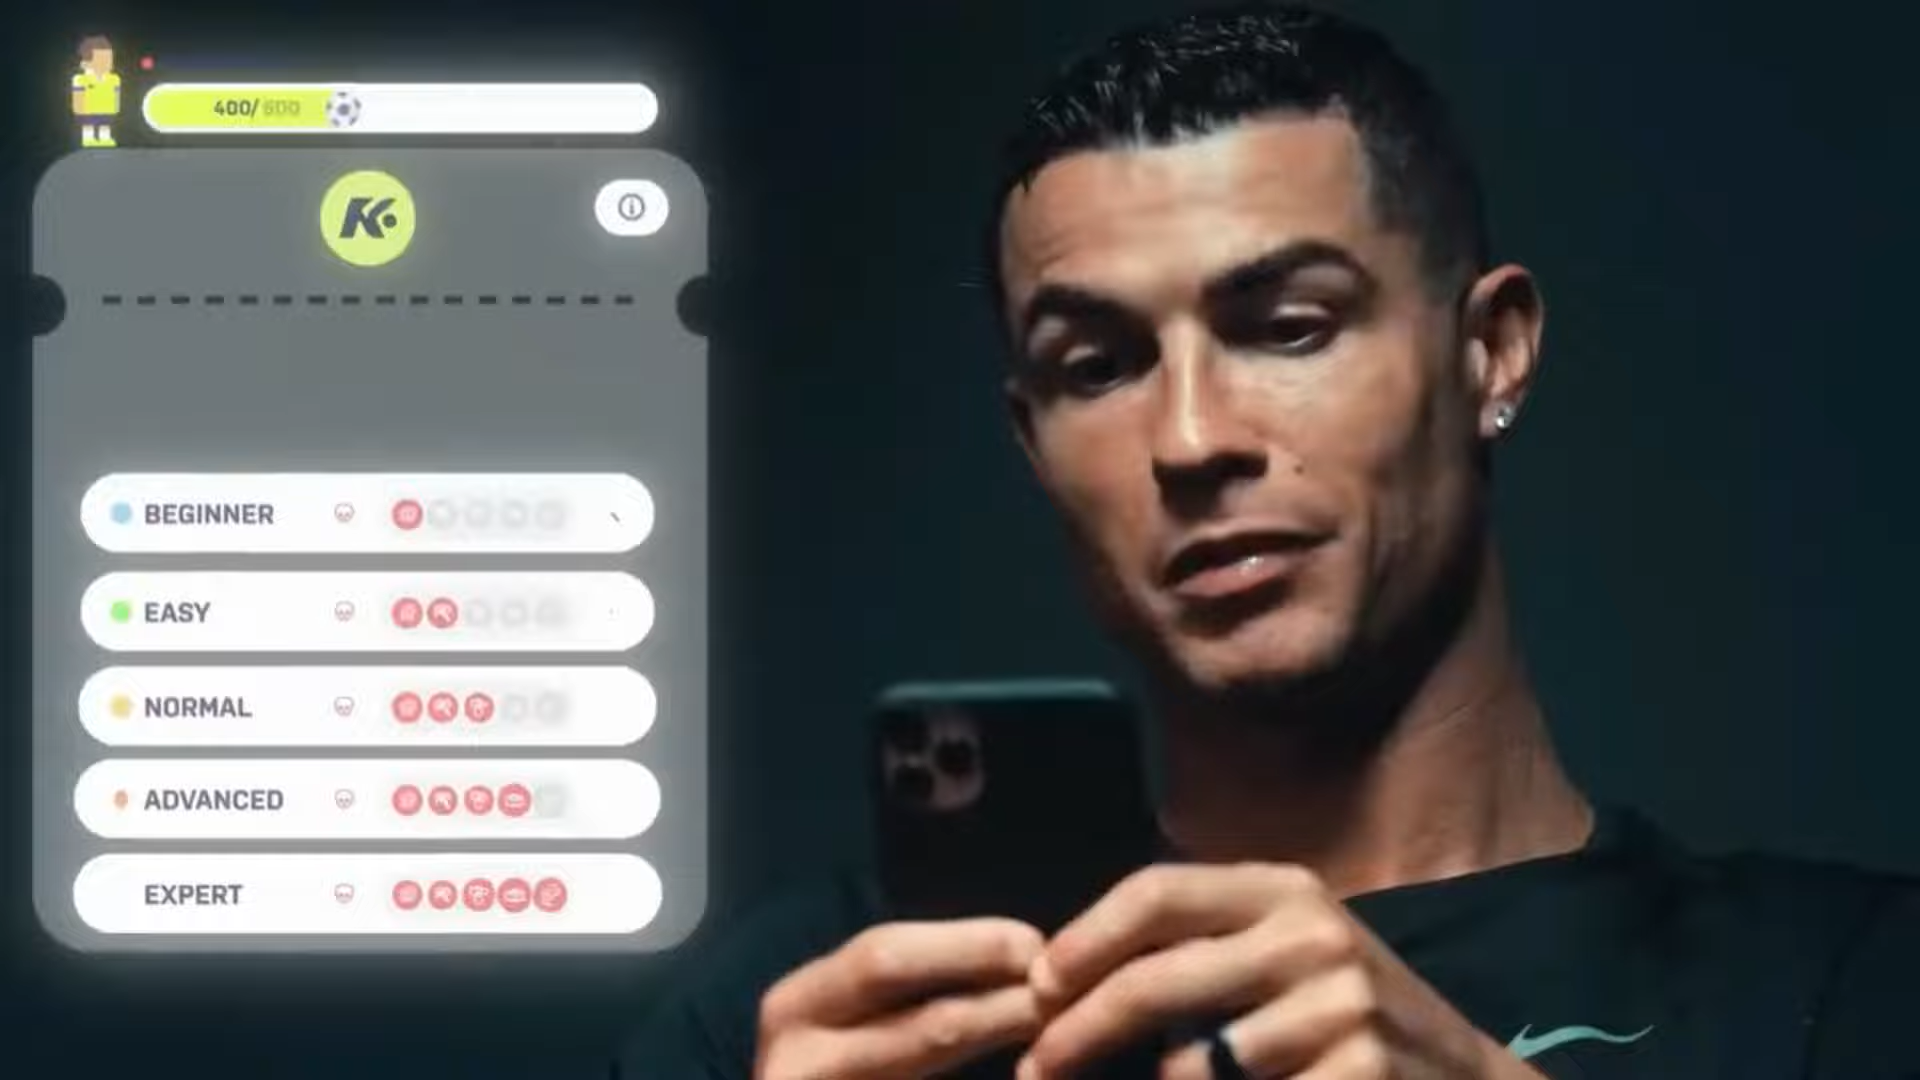 400/600
K
BEGINNER
EASY
NORMAL
ADVANCED
EXPERT